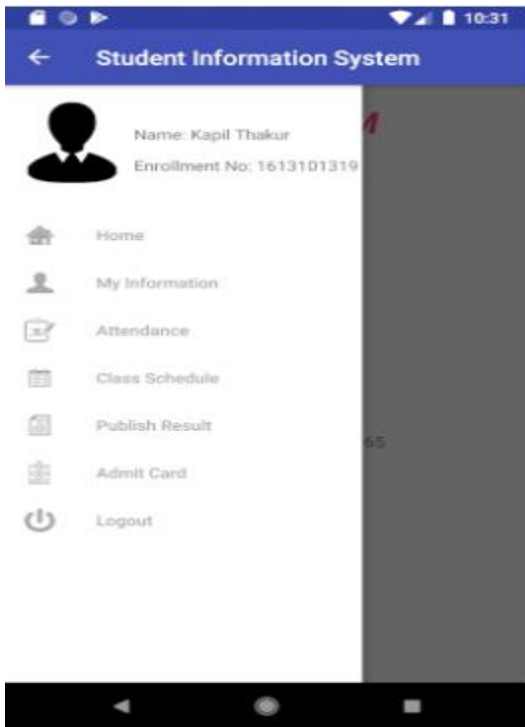 10:31
Student Information System
M
Name: Kapil Thakur
Enrollment No: 1613101319
Home
My Information
Attendance
Class Schedule
Publish Result
65
Admit Card
Logout